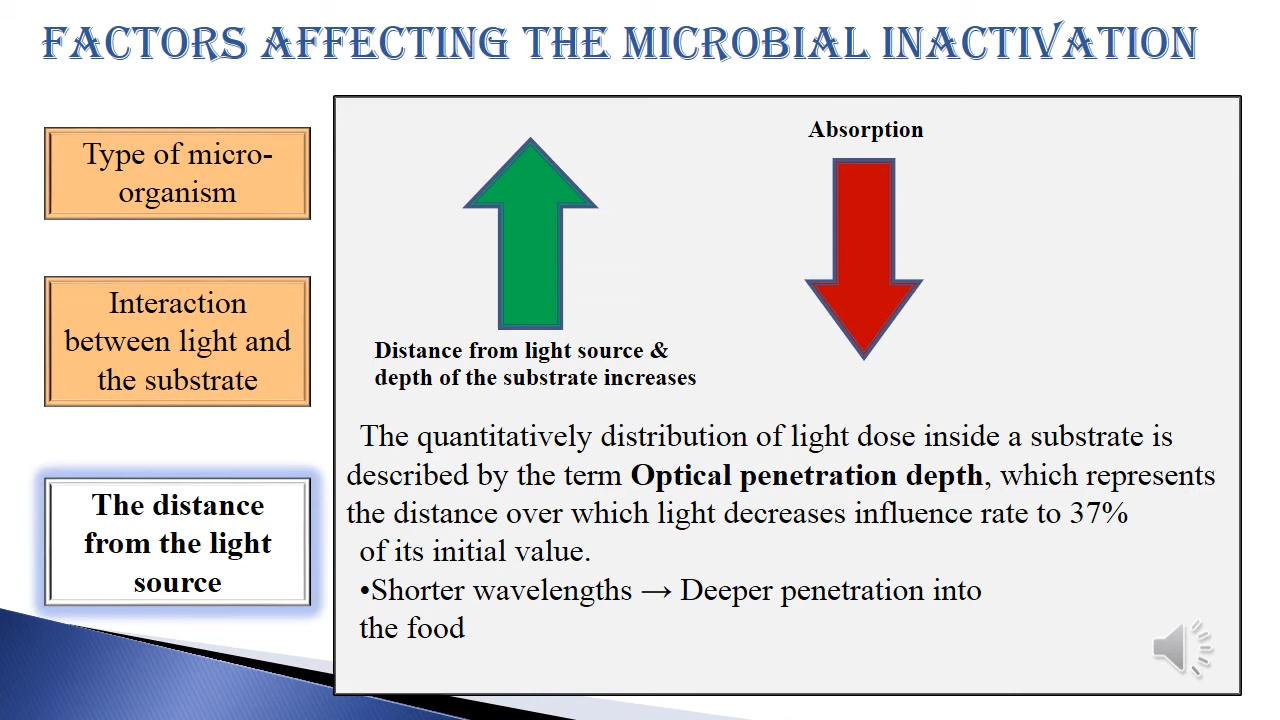 FACTORS AFFECTING THE MICROBIAL INACTIVATION
Type of micro-
organism
Interaction
between light and
the substrate
The distance
from the light
source
Absorption
Distance from light source &
depth of the substrate increases
The quantitatively distribution of light dose inside a substrate is
described by the term Optical penetration depth, which represents
the distance over which light decreases influence rate to 37%
of its initial value.
•Shorter wavelengths → Deeper penetration into
the food